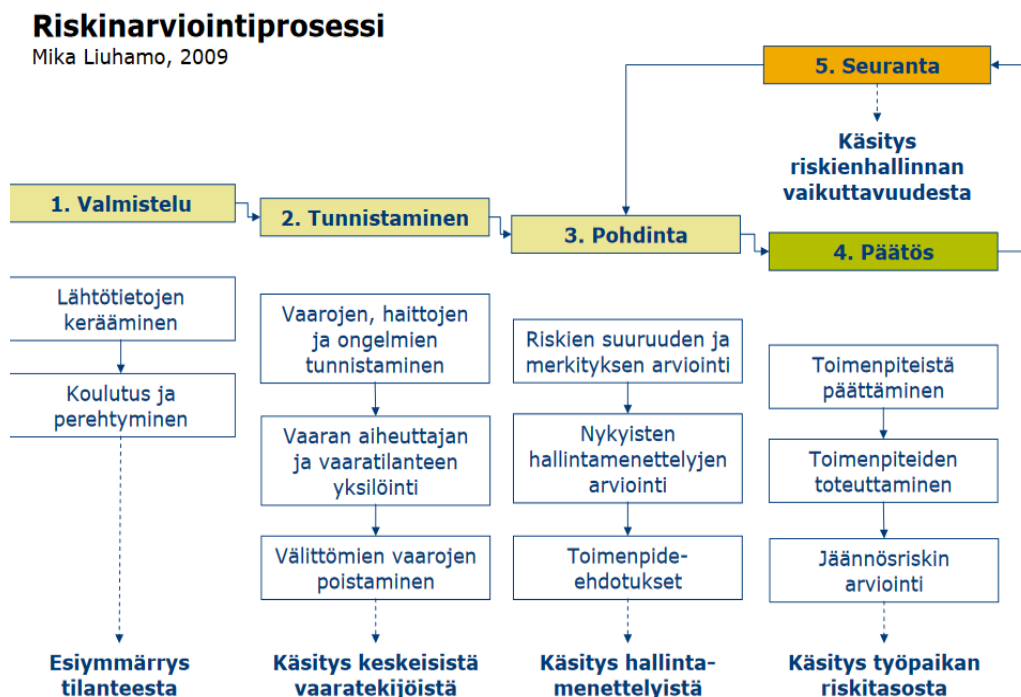 Riskinarviointiprosessi
Mika Liuhamo, 2009
5. Seuranta
Käsitys
riskienhallinnan
vaikuttavuudesta
1. Valmistelu
2. Tunnistaminen
3. Pohdinta
4. Päätös
Lähtötietojen
kerääminen
Koulutus ja
perehtyminen
Esiymmärrys
tilanteesta
Vaarojen, haittojen
ja ongelmien
tunnistaminen
Vaaran aiheuttajan
ja vaaratilanteen
yksilöinti
Välittömien vaarojen
poistaminen
Käsitys keskeisistä
vaaratekijöistä
Riskien suuruuden ja
merkityksen arviointi
Nykyisten
hallintamenettelyjen
arviointi
Toimenpide-
ehdotukset
Käsitys hallinta-
menettelyistä
Toimenpiteistä
päättäminen
Toimenpiteiden
toteuttaminen
Jäännösriskin
arviointi
Käsitys työpaikan
riskitasosta